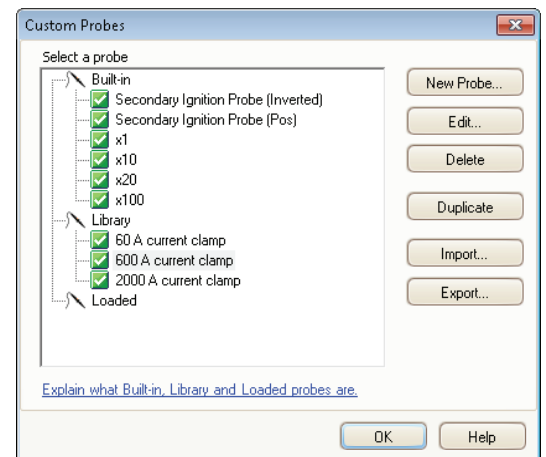 Custom Probes
Select a probe
Built-in
Secondary Ignition Probe (Inverted)
Secondary Ignition Probe (Pos)
x1
x10
x20
x100
Library
60 A current clamp
600 A current clamp
2000 A current clamp
Loaded
New Probe...
Edit...
Delete
Duplicate
Import...
Export...
Explain what Built-in, Library and Loaded probes are.
OK
Help